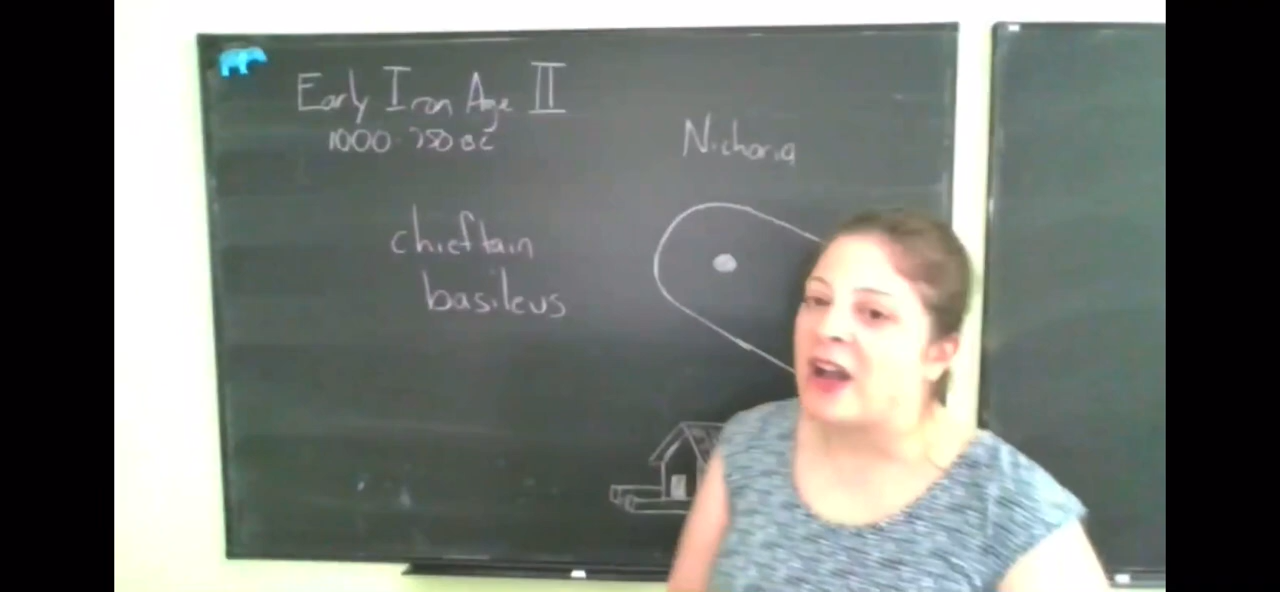 Early Iron Age II
1000-750 BC
Nichoria
chieftain
basileus